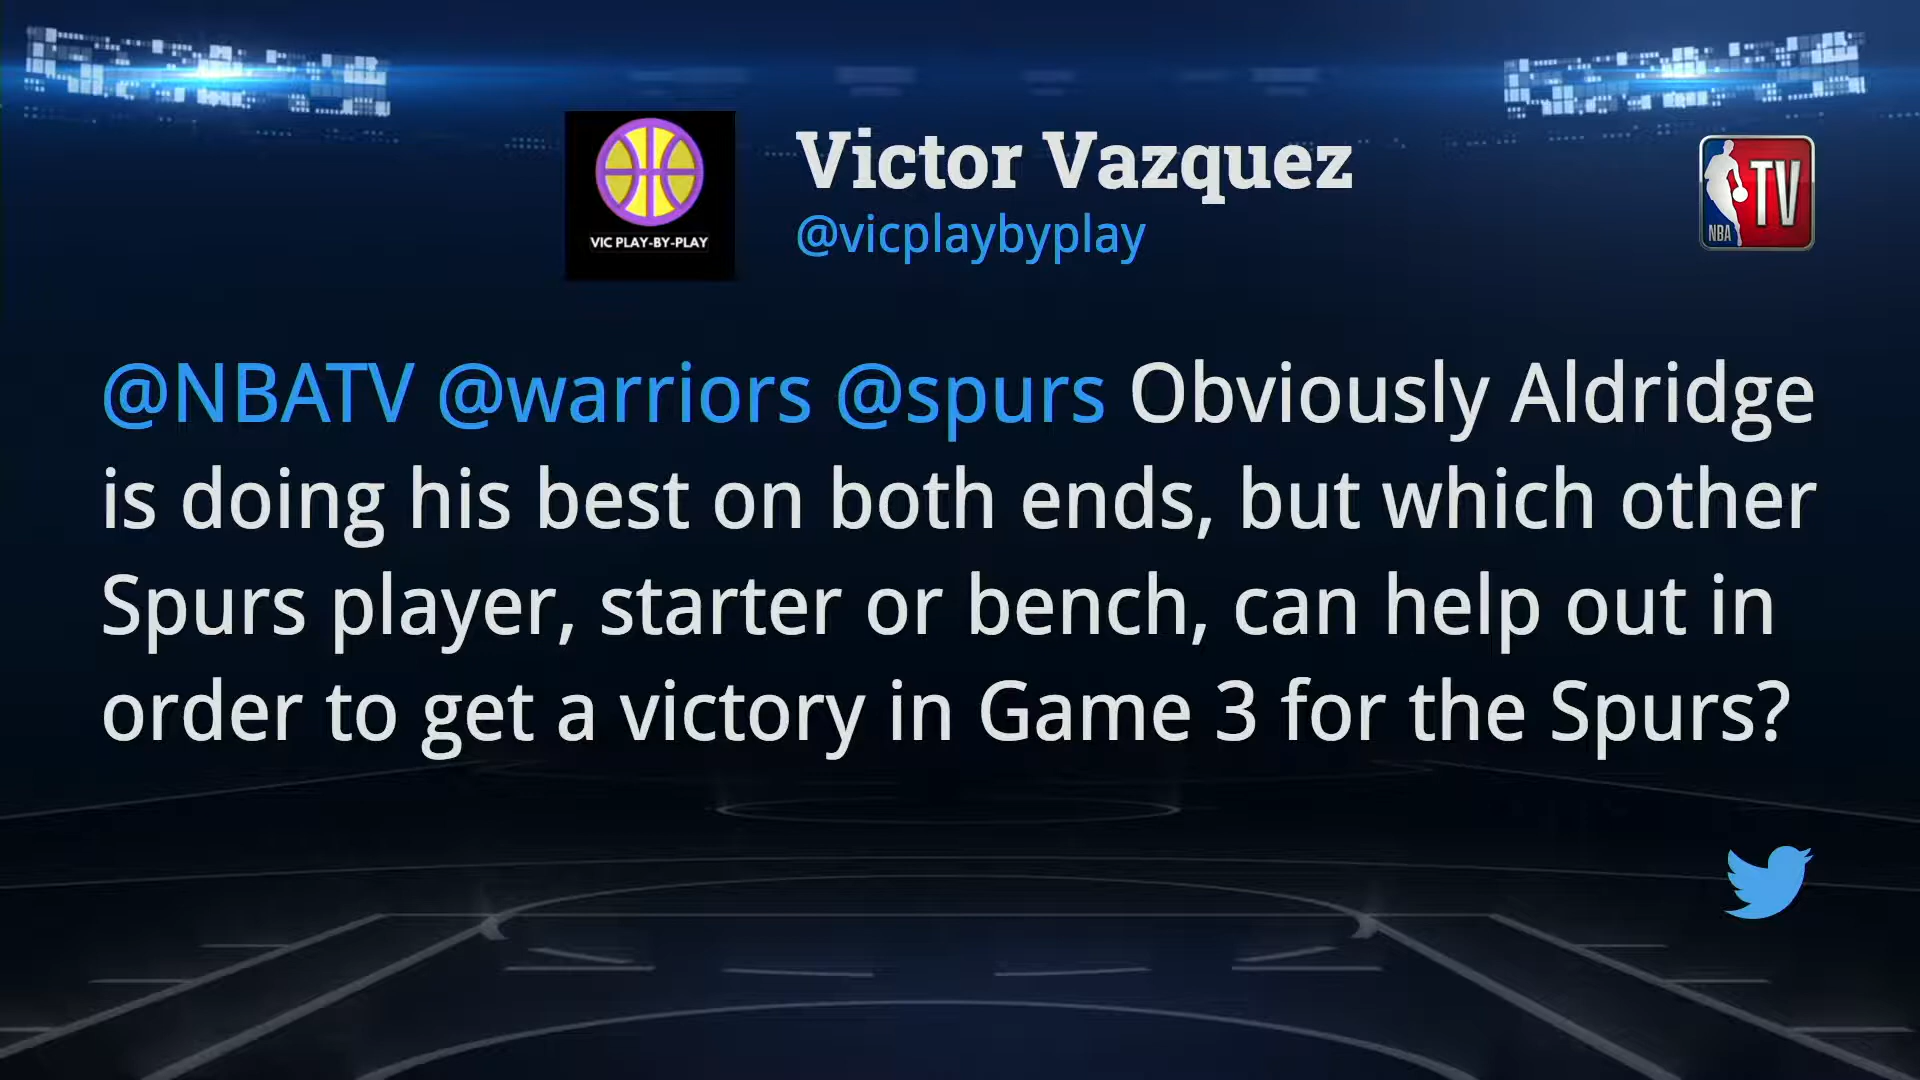 VIC PLAY-BY-PLAY
Victor Vazquez
@vicplaybyplay
NBA TV
@NBATV @warriors @spurs Obviously Aldridge
is doing his best on both ends, but which other
Spurs player, starter or bench, can help out in
order to get a victory in Game 3 for the Spurs?